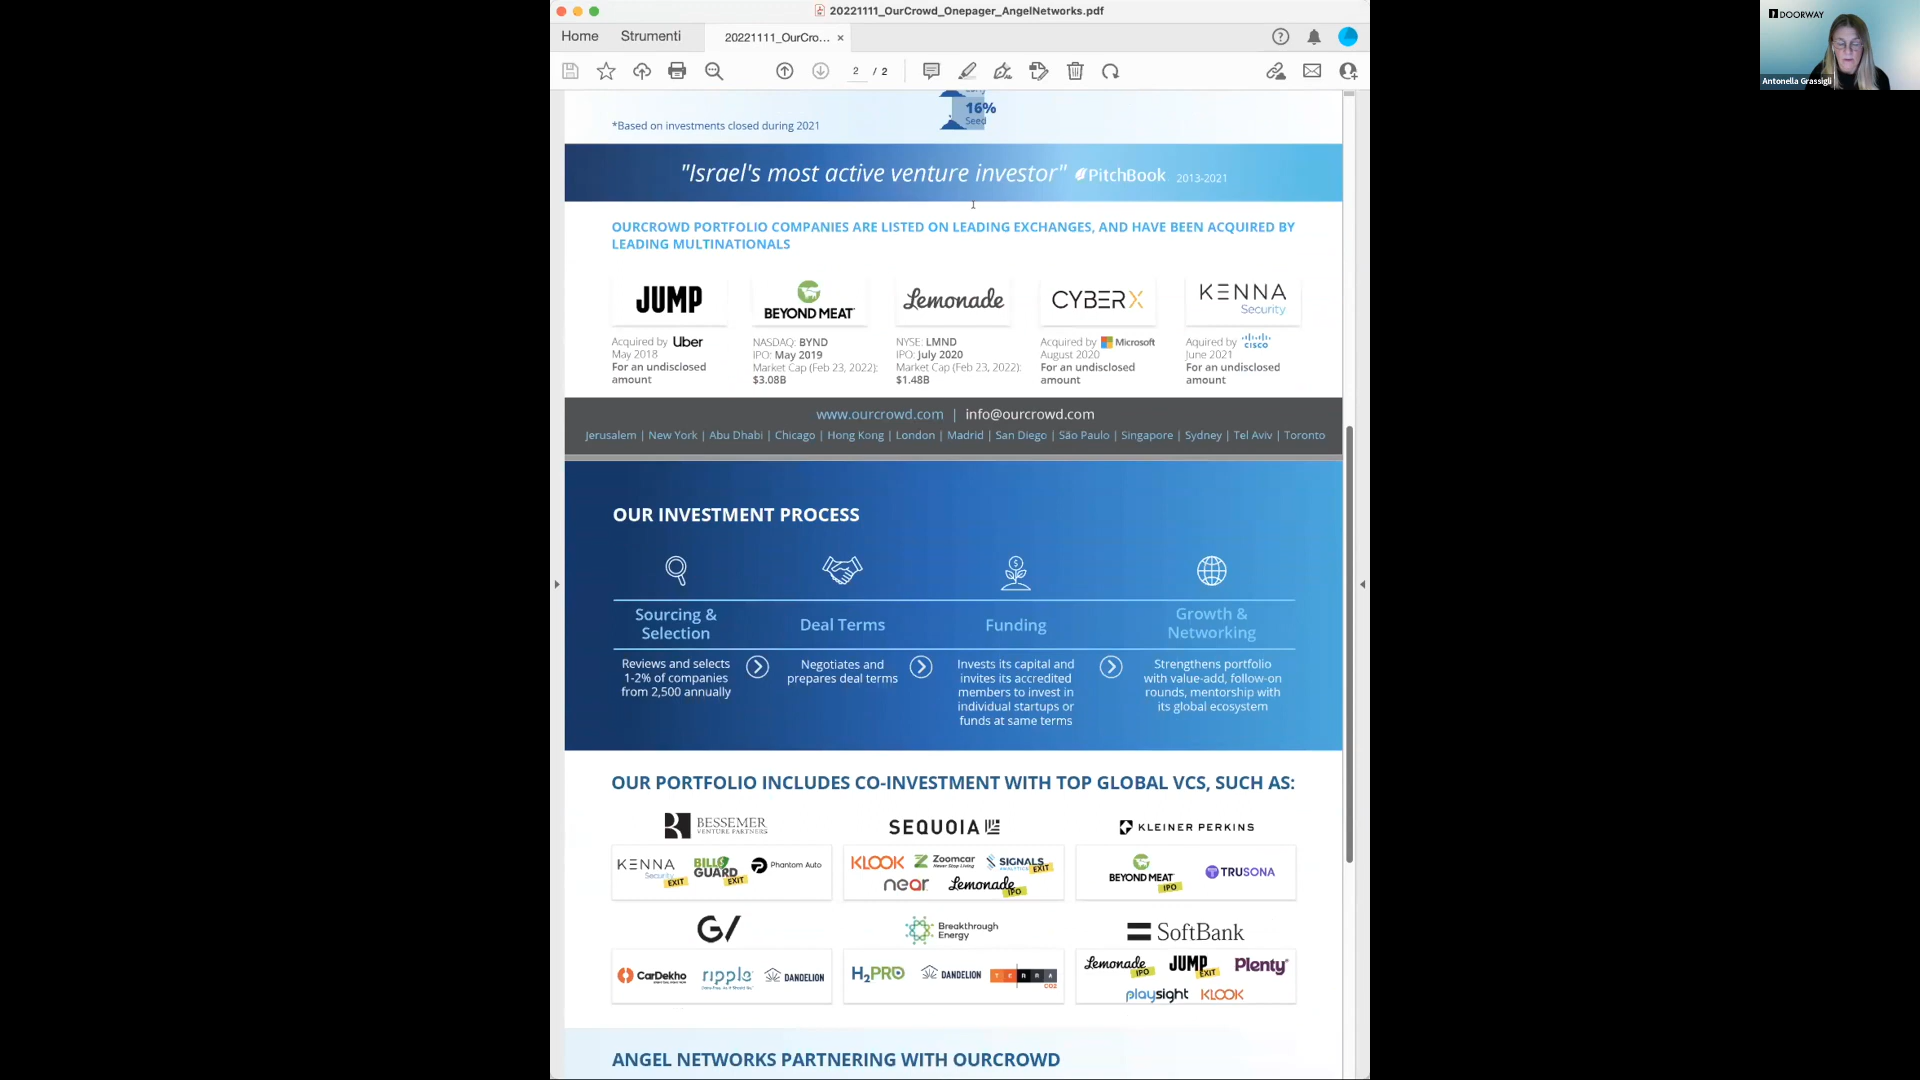 20221111_OurCrowd_Onepager_AngelNetworks.pdf
Home Strumenti 20221111_OurCro... ×
2 / 2
DOORWAY
Antonella Grassigli
16%
Seed
*Based on investments closed during 2021
"Israel's most active venture investor" PitchBook 2013-2021
OURCROWD PORTFOLIO COMPANIES ARE LISTED ON LEADING EXCHANGES, AND HAVE BEEN ACQUIRED BY
LEADING MULTINATIONALS
JUMP
Acquired by Uber
May 2018
For an undisclosed
amount
BEYOND MEAT
NASDAQ: BYND
IPO: May 2019
Market Cap (Feb 23, 2022):
$3.08B
Lemonade
NYSE: LMND
IPO: July 2020
Market Cap (Feb 23, 2022):
$1.48B
CYBERX
Acquired by Microsoft
August 2020
For an undisclosed
amount
KENNA
Security
Aquired by CISCO
June 2021
For an undisclosed
amount
www.ourcrowd.com | info@ourcrowd.com
Jerusalem | New York | Abu Dhabi | Chicago | Hong Kong | London | Madrid | San Diego | São Paulo | Singapore | Sydney | Tel Aviv | Toronto
OUR INVESTMENT PROCESS
Sourcing &
Selection
Reviews and selects
1-2% of companies
from 2,500 annually
Deal Terms
Negotiates and
prepares deal terms
Funding
Invests its capital and
invites its accredited
members to invest in
individual startups or
funds at same terms
Growth &
Networking
Strengthens portfolio
with value-add, follow-on
rounds, mentorship with
its global ecosystem
OUR PORTFOLIO INCLUDES CO-INVESTMENT WITH TOP GLOBAL VCS, SUCH AS:
BESSEMER
VENTURE PARTNERS
KENNA Security EXIT
BILL GUARD EXIT
Phantom Auto
SEQUOIA
KLOOK
Zoomcar
SIGNALS ANALYTICS EXIT
near
Lemonade IPO
KLEINER PERKINS
BEYOND MEAT IPO
TRUSONA
GV
CarDekho
ripple
DANDELION
Breakthrough
Energy
H2PRO
DANDELION
TERRA
CO2
SoftBank
Lemonade IPO
JUMP EXIT
Plenty
playsight
KLOOK
ANGEL NETWORKS PARTNERING WITH OURCROWD